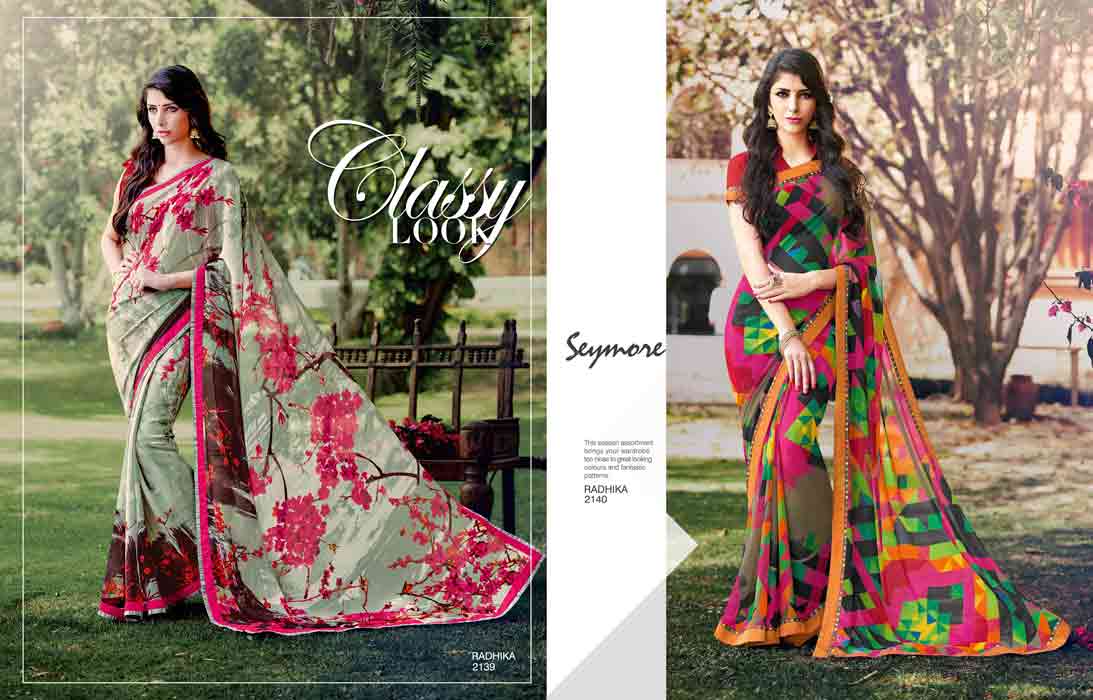 Classy
LOOK
RADHIKA
2139
Seymore
This season assortment
brings your wardrobe
too close to great looking
colours and fantastic
patterns
RADHIKA
2140